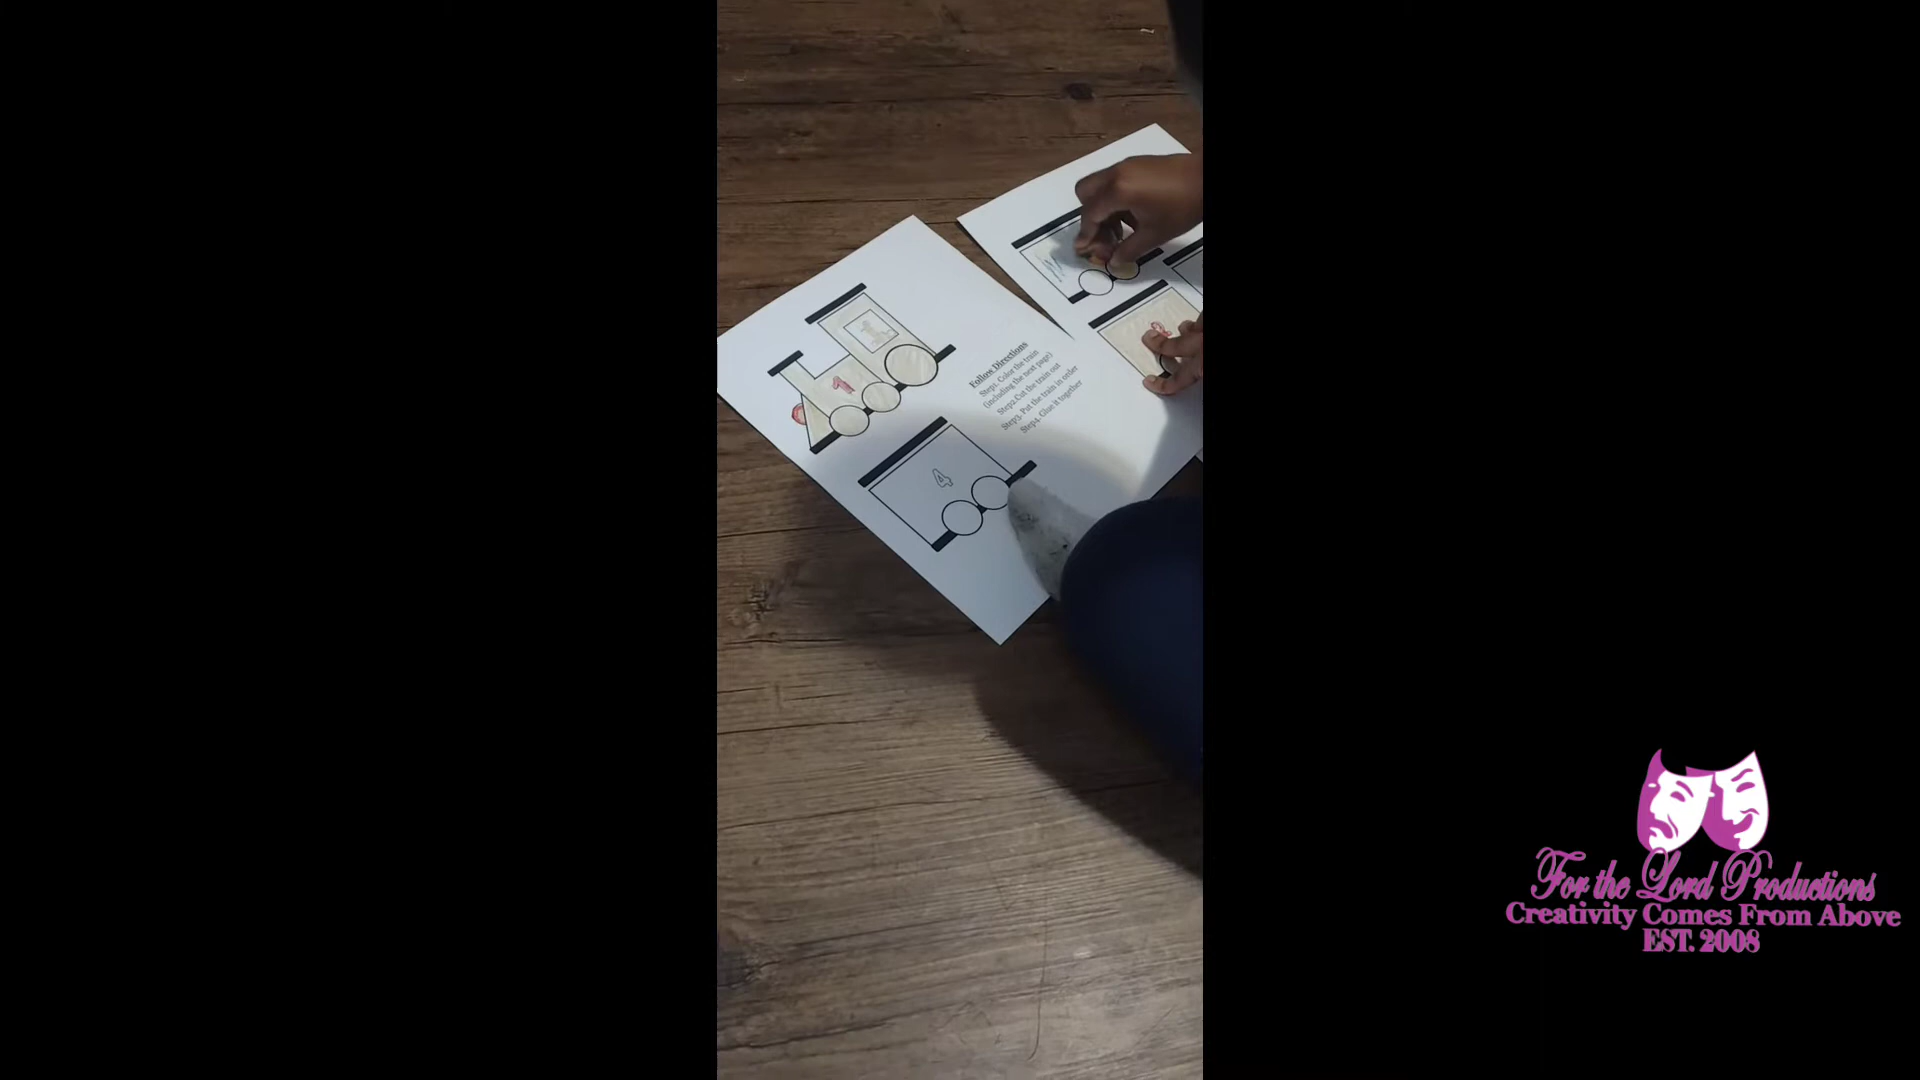 1
4
Follow Directions
Step1. Color the train
(including the next page)
Step2.Cut the train out
Step3. Put the train in order
Step4. Glue it together
For the Lord Productions
Creativity Comes From Above
EST. 2008